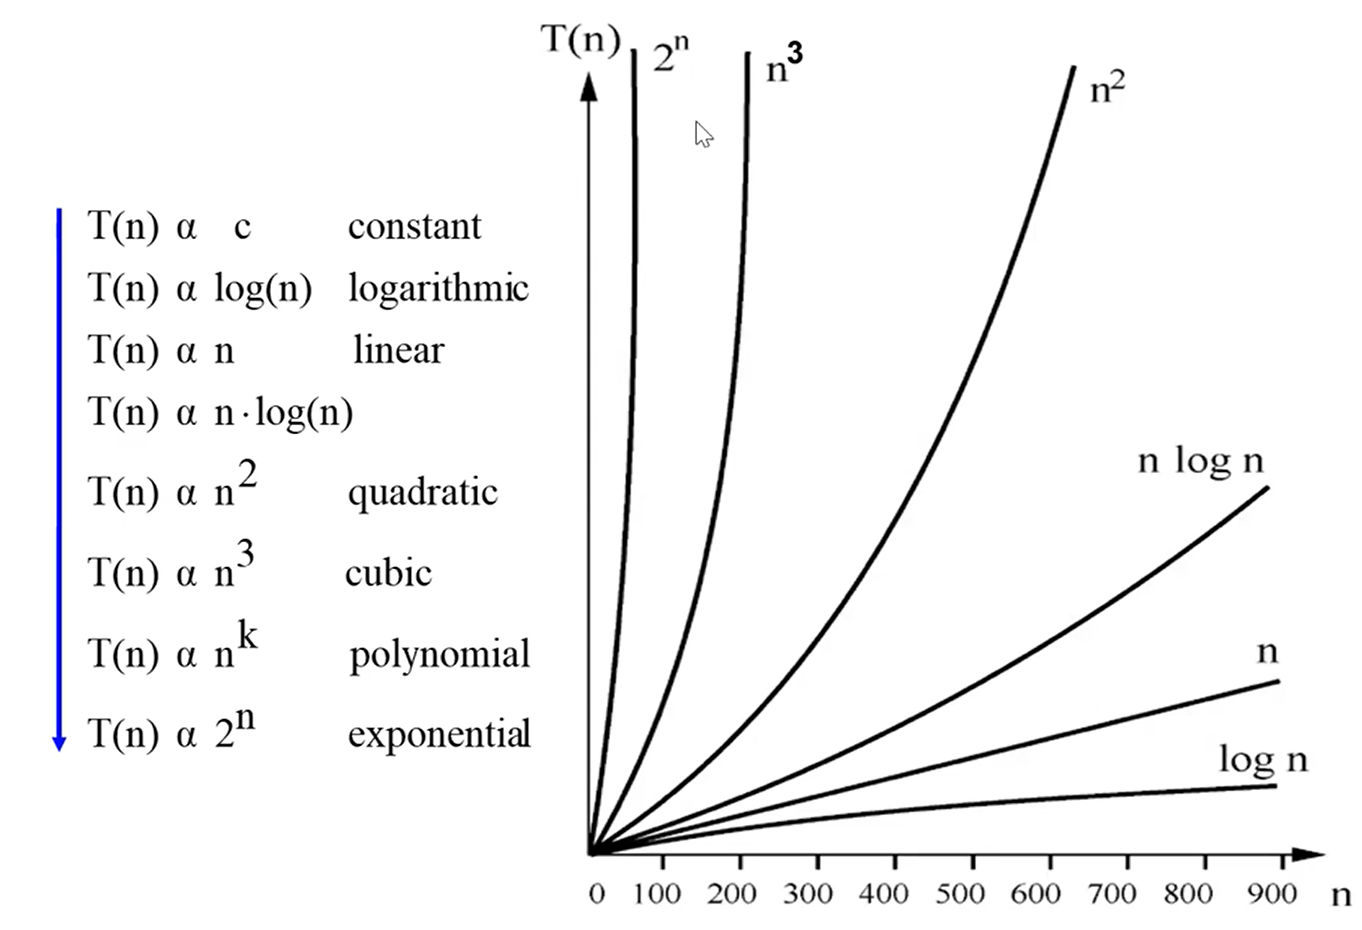 T(n) α c constant
T(n) α log(n) logarithmic
T(n) α n linear
T(n) α n·log(n)
T(n) α n² quadratic
T(n) α n³ cubic
T(n) α nᵏ polynomial
T(n) α 2ⁿ exponential
T(n)
2ⁿ
n³
n²
n log n
n
log n
0 100 200 300 400 500 600 700 800 900 n